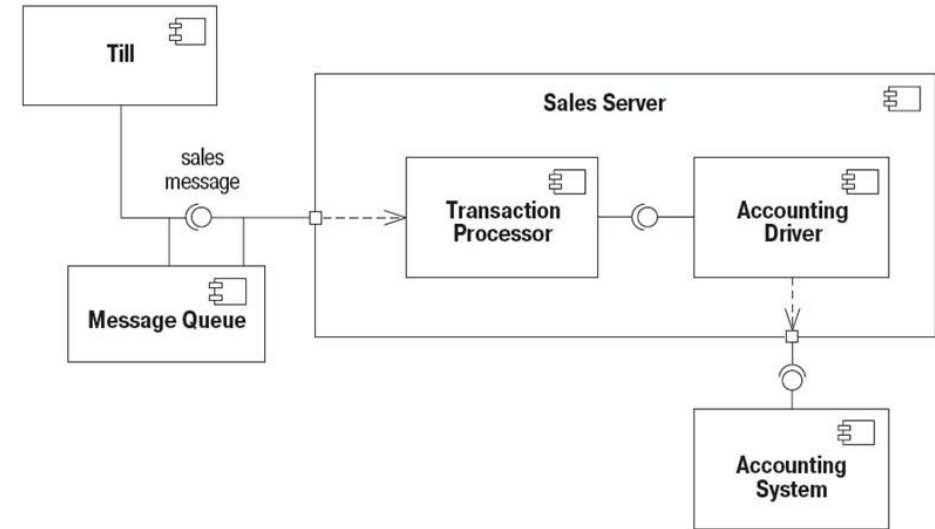 Till
Sales Server
sales
message
Transaction
Processor
Accounting
Driver
Message Queue
Accounting
System